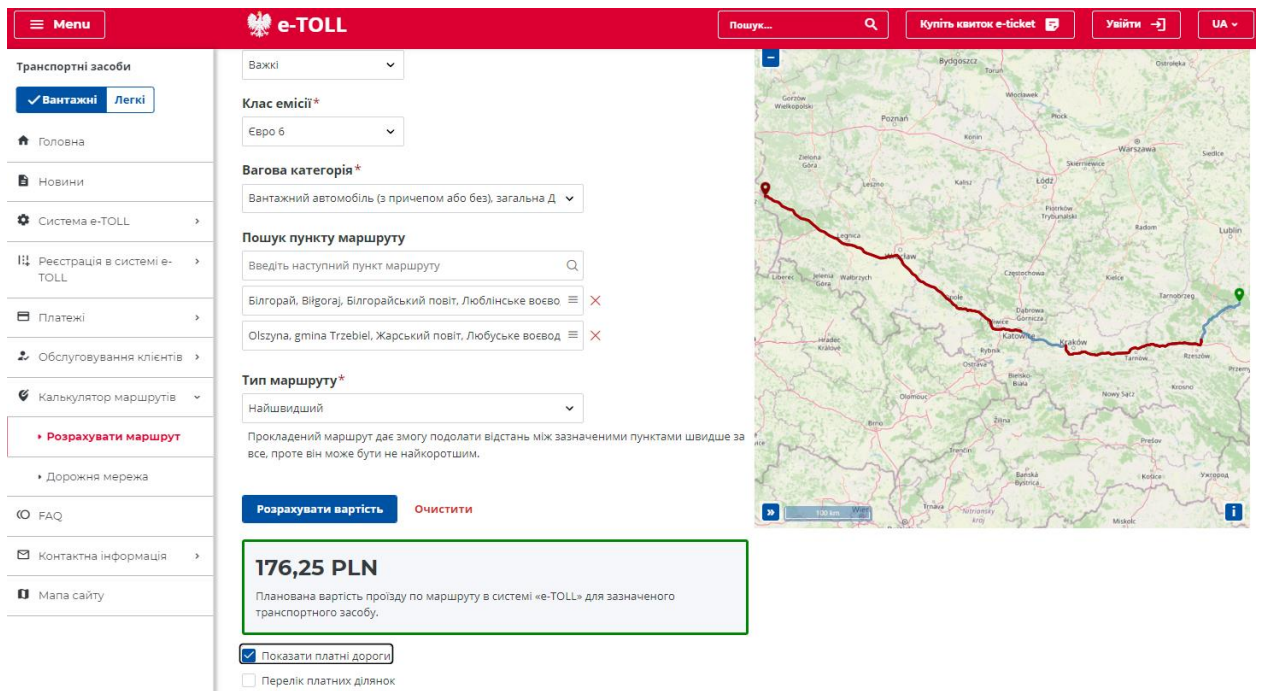 Menu
e-TOLL
Пошук...
Купіть квиток e-ticket
Увійти
UA
Транспортні засоби
Вантажні
Легкі
Головна
Новини
Система e-TOLL
Реєстрація в системі e-
TOLL
Платежі
Обслуговування клієнтів
Калькулятор маршрутів
Розрахувати маршрут
Дорожня мережа
FAQ
Контактна інформація
Мапа сайту
Важкі
Клас емісії*
Євро 6
Вагова категорія*
Вантажний автомобіль (з причепом або без), загальна Д
Пошук пункту маршруту
Введіть наступний пункт маршруту
Білгорай, Biłgoraj, Білгорайський повіт, Люблінське воєво
Olszyna, gmina Trzebiel, Жарський повіт, Любуське воєвод
Тип маршруту*
Найшвидший
Прокладений маршрут дає змогу подолати відстань між зазначеними пунктами швидше за
все, проте він може бути не найкоротшим.
Розрахувати вартість
Очистити
176,25 PLN
Планована вартість проїзду по маршруту в системі «e-TOLL» для зазначеного
транспортного засобу.
Показати платні дороги
Перелік платних ділянок
Bydgoszcz
Toruń
Ostrołęka
Gorzów
Wielkopolski
Włocławek
Płock
Poznań
Konin
Warszawa
Siedlce
Zielona
Góra
Skierniewice
Leszno
Kalisz
Łódź
Piotrków
Trybunalski
Radom
Lublin
Legnica
Wrocław
Liberec
Jelenia
Góra
Wałbrzych
Częstochowa
Kielce
Opole
Tarnobrzeg
Dąbrowa
Górnicza
Katowice
Kraków
Hradec
Králové
Rybnik
Tarnów
Rzeszów
Ostrava
Bielsko-
Biała
Krosno
Olomouc
Nowy Sącz
Brno
Žilina
Prešov
Trenčín
Banská
Bystrica
Košice
Ужгород
Trnava
Miskolc
100 km
Wien